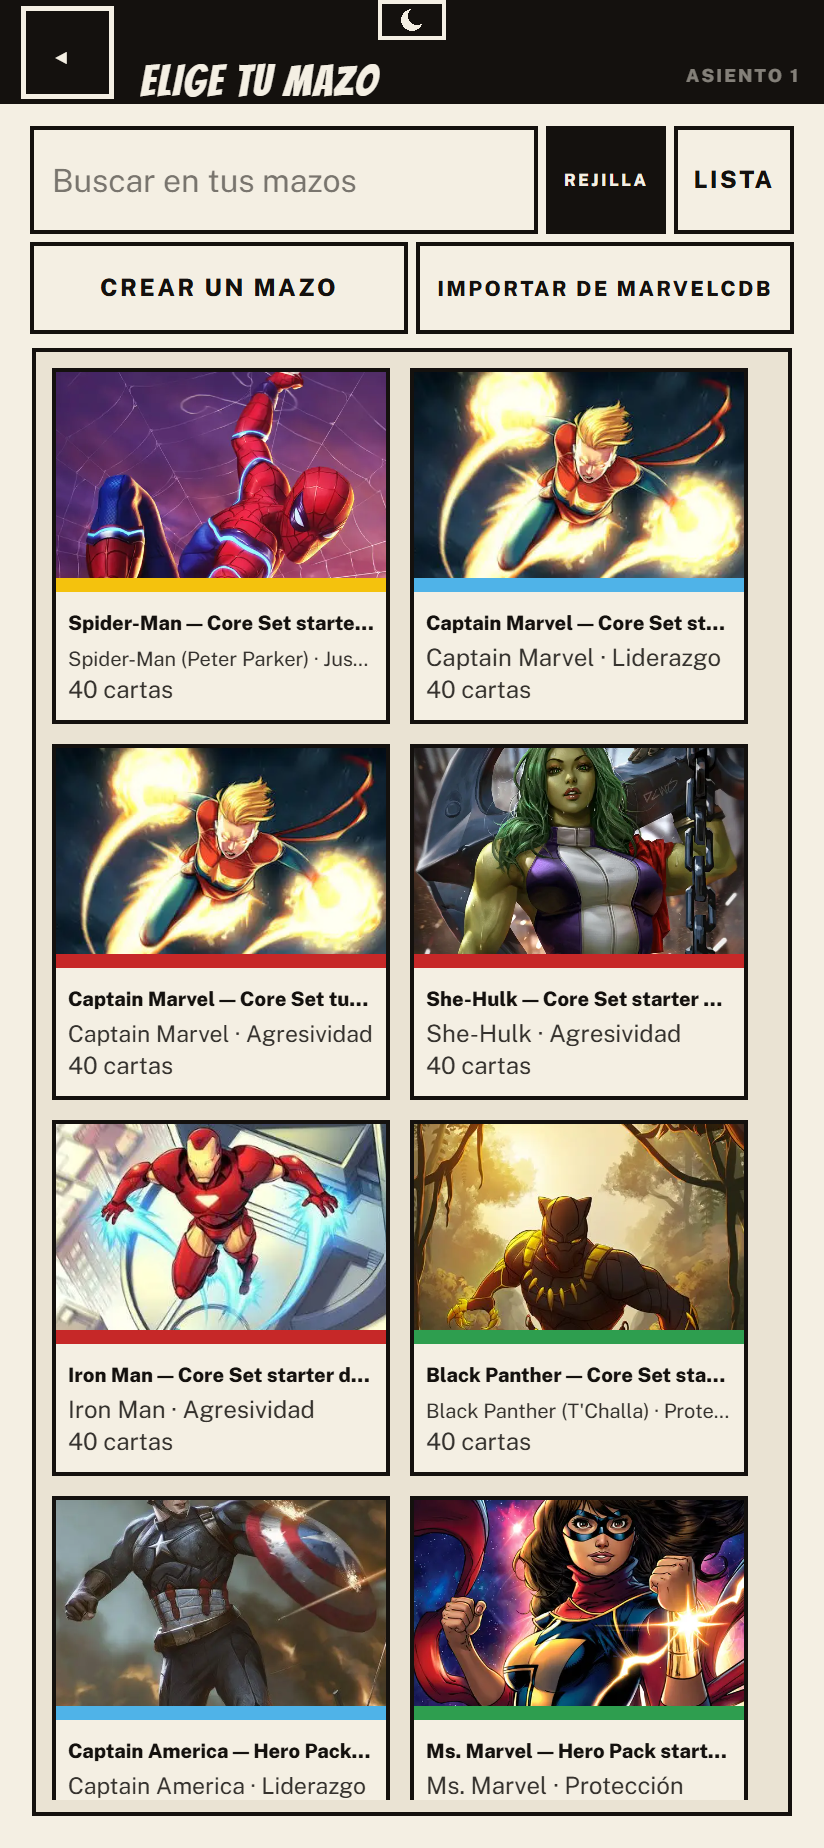 ELIGE TU MAZO
ASIENTO 1
Buscar en tus mazos
REJILLA
LISTA
CREAR UN MAZO
IMPORTAR DE MARVELCDB
Spider-Man — Core Set starte...
Spider-Man (Peter Parker) · Jus...
40 cartas
Captain Marvel — Core Set st...
Captain Marvel · Liderazgo
40 cartas
Captain Marvel — Core Set tu...
Captain Marvel · Agresividad
40 cartas
She-Hulk — Core Set starter ...
She-Hulk · Agresividad
40 cartas
Iron Man — Core Set starter d...
Iron Man · Agresividad
40 cartas
Black Panther — Core Set sta...
Black Panther (T'Challa) · Prote...
40 cartas
Captain America — Hero Pack...
Captain America · Liderazgo
Ms. Marvel — Hero Pack start...
Ms. Marvel · Protección